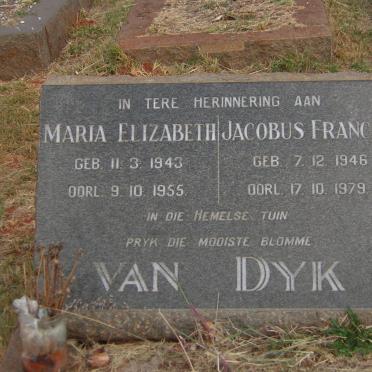 IN TERE HERINNERING AAN
MARIA ELIZABETH JACOBUS FRANC
GEB. 11. 3. 1943 GEB. 7. 12. 1946
OORL. 9. 10. 1955. OORL. 17. 10. 1979.
IN DIE HEMELSE TUIN
PRYK DIE MOOISTE BLOMME
VAN DYK